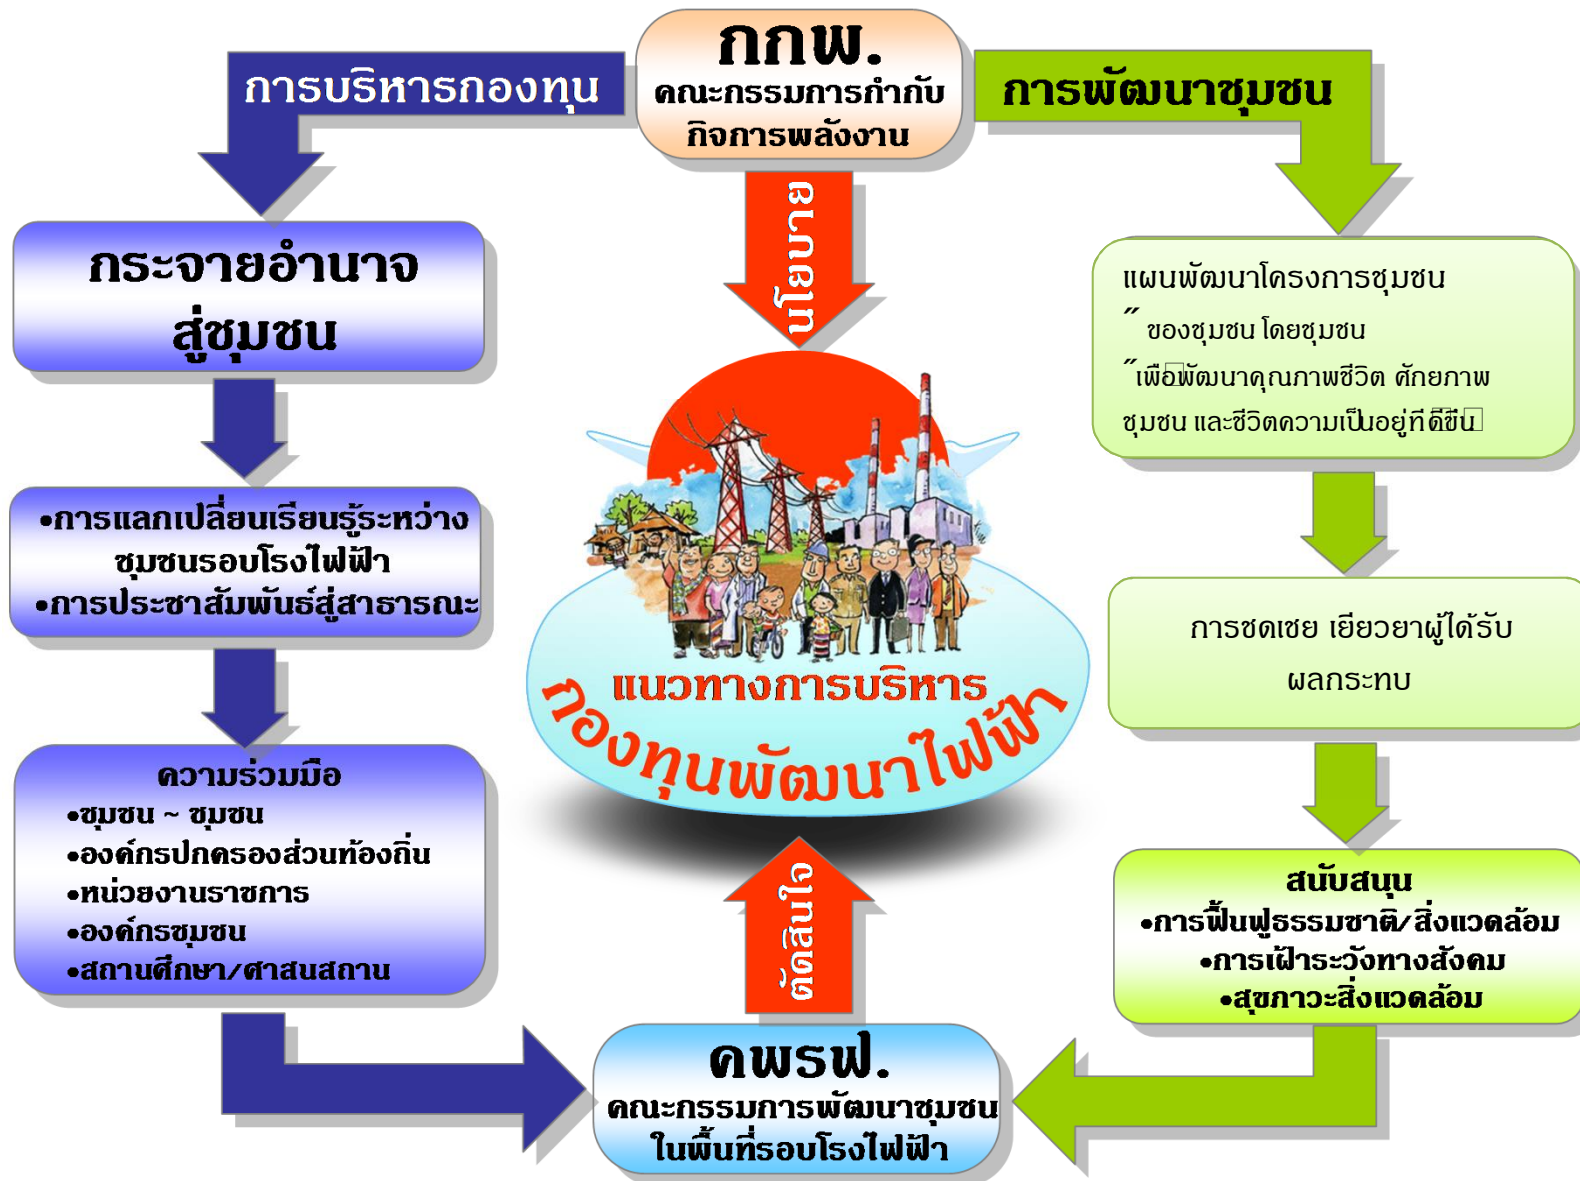 กกพ.
คณะกรรมการกำกับ
กิจการพลังงาน
การบริหารกองทุน
การพัฒนาชุมชน
นโยบาย
กระจายอำนาจ
สู่ชุมชน
•การแลกเปลี่ยนเรียนรู้ระหว่าง
ชุมชนรอบโรงไฟฟ้า
•การประชาสัมพันธ์สู่สาธารณะ
ความร่วมมือ
•ชุมชน ~ ชุมชน
•องค์กรปกครองส่วนท้องถิ่น
•หน่วยงานราชการ
•องค์กรชุมชน
•สถานศึกษา/ศาสนสถาน
แนวทางการบริหาร
กองทุนพัฒนาไฟฟ้า
แผนพัฒนาโครงการชุมชน
˝ ของชุมชน โดยชุมชน
˝เพือพัฒนาคุณภาพชีวิต ศักยภาพ
ชุมชน และชีวิตความเป็นอยู่ทีดีขึน
การชดเชย เยียวยาผู้ได้รับ
ผลกระทบ
สนับสนุน
•การฟื้นฟูธรรมชาติ/สิ่งแวดล้อม
•การเฝ้าระวังทางสังคม
•สุขภาวะสิ่งแวดล้อม
ตัดสินใจ
คพรฟ.
คณะกรรมการพัฒนาชุมชน
ในพื้นที่รอบโรงไฟฟ้า